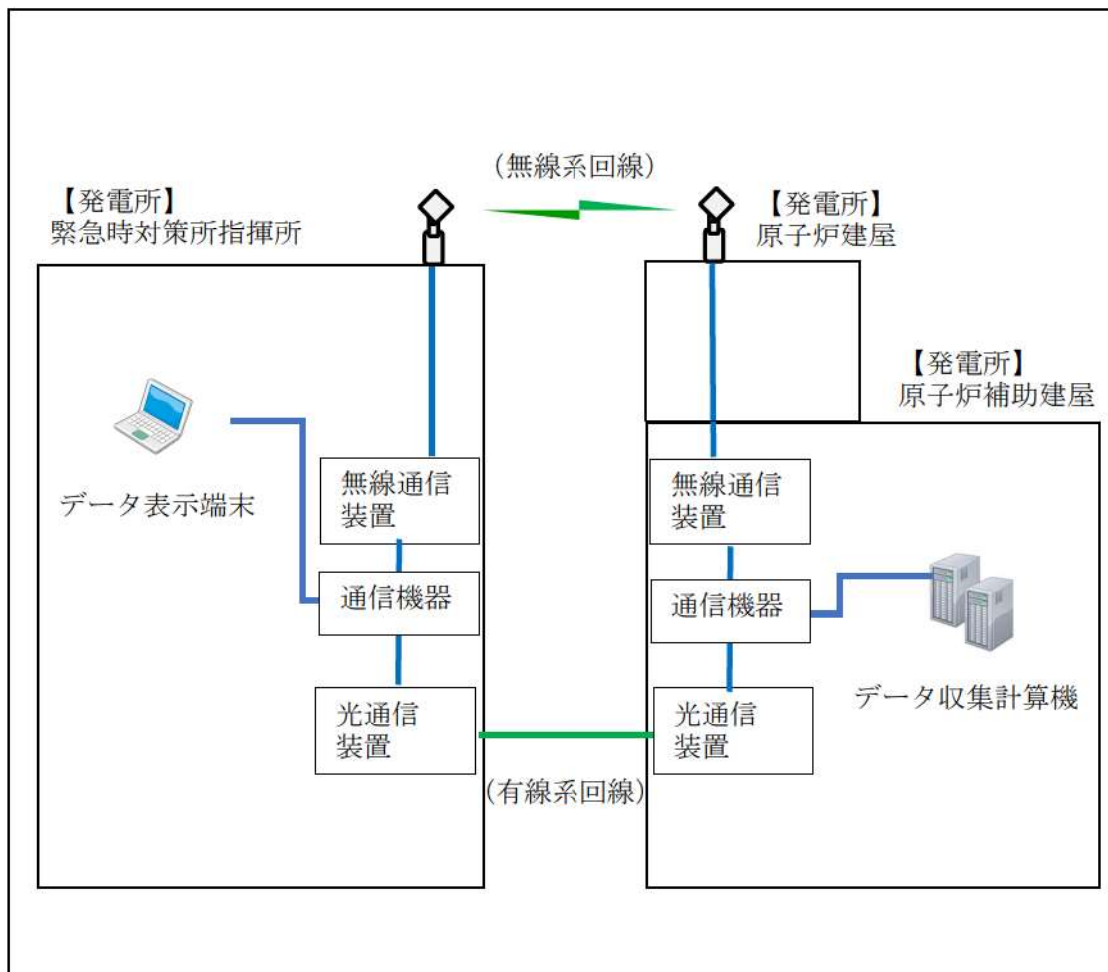 (無線系回線)
【発電所】
緊急時対策所指揮所
【発電所】
原子炉建屋
【発電所】
原子炉補助建屋
データ表示端末
無線通信
装置
通信機器
光通信
装置
無線通信
装置
通信機器
光通信
装置
データ収集計算機
(有線系回線)